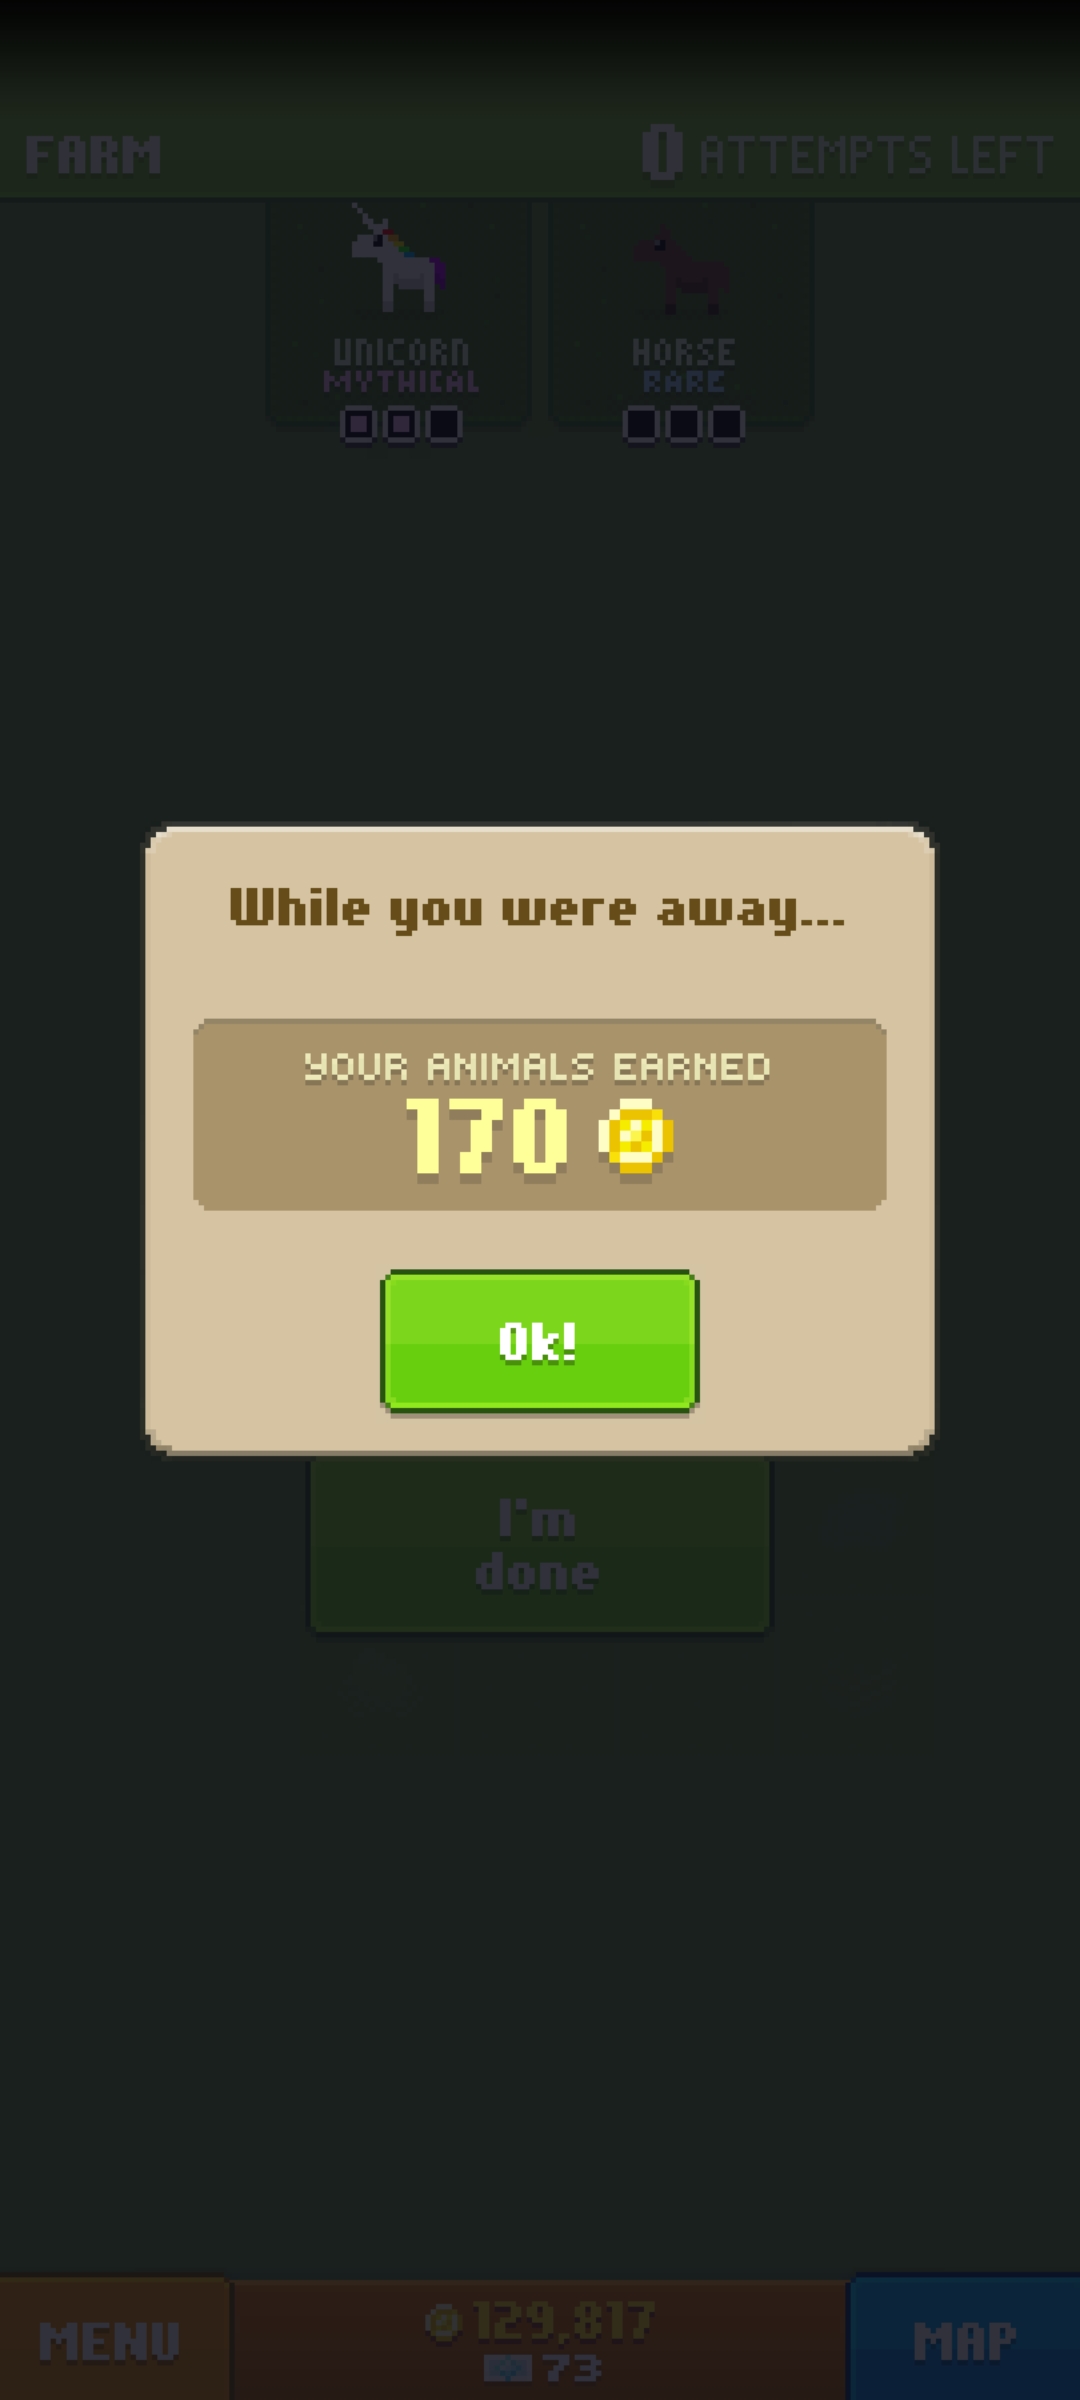 FARM
0 ATTEMPTS LEFT
UNICORN
MYTHICAL
HORSE
RARE
While you were away...
YOUR ANIMALS EARNED
170
Ok!
I'm
done
MENU
129,817
73
MAP